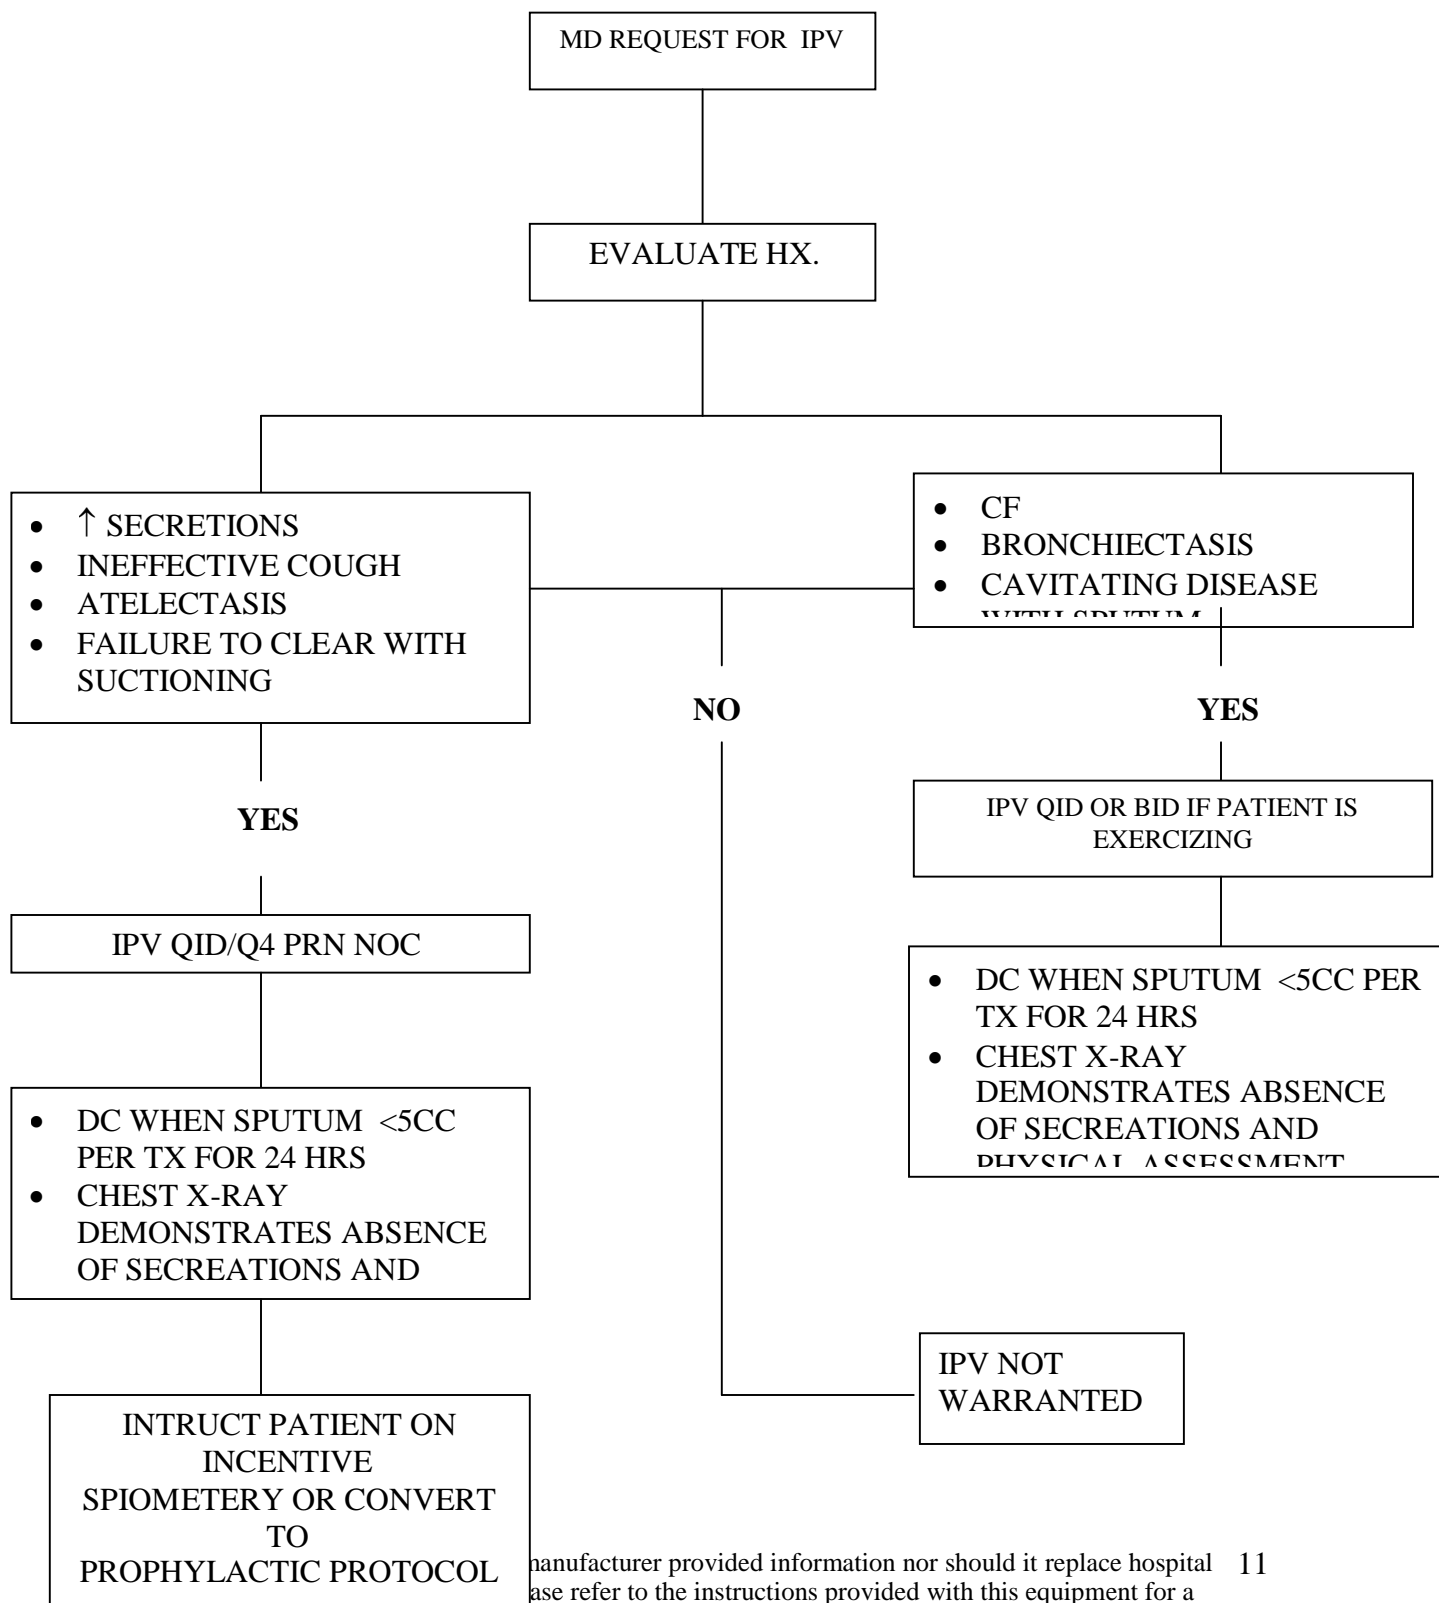 MD REQUEST FOR IPV
EVALUATE HX.
• ↑ SECRETIONS
• INEFFECTIVE COUGH
• ATELECTASIS
• FAILURE TO CLEAR WITH
SUCTIONING
• CF
• BRONCHIECTASIS
• CAVITATING DISEASE
WITH SPUTUM
NO
YES
YES
IPV QID OR BID IF PATIENT IS
EXERCIZING
IPV QID/Q4 PRN NOC
• DC WHEN SPUTUM <5CC PER
TX FOR 24 HRS
• CHEST X-RAY
DEMONSTRATES ABSENCE
OF SECREATIONS AND
PHYSICAL ASSESSMENT
• DC WHEN SPUTUM <5CC
PER TX FOR 24 HRS
• CHEST X-RAY
DEMONSTRATES ABSENCE
OF SECREATIONS AND
IPV NOT
WARRANTED
INTRUCT PATIENT ON
INCENTIVE
SPIOMETERY OR CONVERT
TO
PROPHYLACTIC PROTOCOL
manufacturer provided information nor should it replace hospital 11
ase refer to the instructions provided with this equipment for a